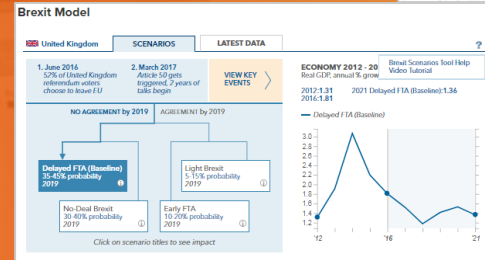 Brexit Model
United Kingdom
SCENARIOS
LATEST DATA
?
1. June 2016
52% of United Kingdom
referendum voters
choose to leave EU
2. March 2017
Article 50 gets
triggered, 2 years of
talks begin
VIEW KEY
EVENTS
NO AGREEMENT by 2019
AGREEMENT by 2019
Delayed FTA (Baseline)
35-45% probability
2019
Light Brexit
5-15% probability
2019
No-Deal Brexit
30-40% probability
2019
Early FTA
10-20% probability
2019
Click on scenario titles to see impact
ECONOMY 2012 - 20
Real GDP, annual % grow
Brexit Scenarios Tool Help
Video Tutorial
2012:1.31
2021 Delayed FTA (Baseline):1.36
2016:1.81
Delayed FTA (Baseline)
3.0
2.8
2.6
2.4
2.2
2.0
1.8
1.6
1.4
1.2
'12
'16
'21